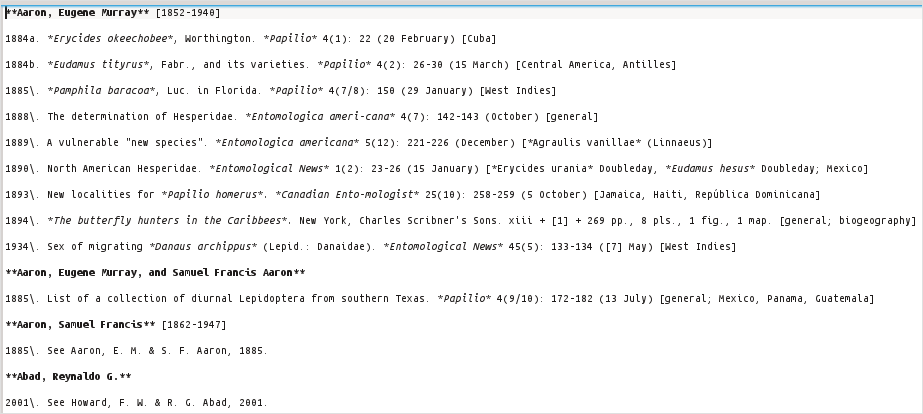 **Aaron, Eugene Murray** [1852-1940]
1884a. *Erycides okeechobee*, Worthington. *Papilio* 4(1): 22 (20 February) [Cuba]
1884b. *Eudamus tityrus*, Fabr., and its varieties. *Papilio* 4(2): 26-30 (15 March) [Central America, Antilles]
1885\. *Pamphila baracoa*, Luc. in Florida. *Papilio* 4(7/8): 150 (29 January) [West Indies]
1888\. The determination of Hesperidae. *Entomologica ameri-cana* 4(7): 142-143 (October) [general]
1889\. A vulnerable "new species". *Entomologica americana* 5(12): 221-226 (December) [*Agraulis vanillae* (Linnaeus)]
1890\. North American Hesperidae. *Entomological News* 1(2): 23-26 (15 January) [*Erycides urania* Doubleday, *Eudamus hesus* Doubleday; Mexico]
1893\. New localities for *Papilio homerus*. *Canadian Ento-mologist* 25(10): 258-259 (5 October) [Jamaica, Haiti, República Dominicana]
1894\. *The butterfly hunters in the Caribbees*. New York, Charles Scribner's Sons. xiii + [1] + 269 pp., 8 pls., 1 fig., 1 map. [general; biogeography]
1934\. Sex of migrating *Danaus archippus* (Lepid.: Danaidae). *Entomological News* 45(5): 133-134 ([7] May) [West Indies]
**Aaron, Eugene Murray, and Samuel Francis Aaron**
1885\. List of a collection of diurnal Lepidoptera from southern Texas. *Papilio* 4(9/10): 172-182 (13 July) [general; Mexico, Panama, Guatemala]
**Aaron, Samuel Francis** [1862-1947]
1885\. See Aaron, E. M. & S. F. Aaron, 1885.
**Abad, Reynaldo G.**
2001\. See Howard, F. W. & R. G. Abad, 2001.